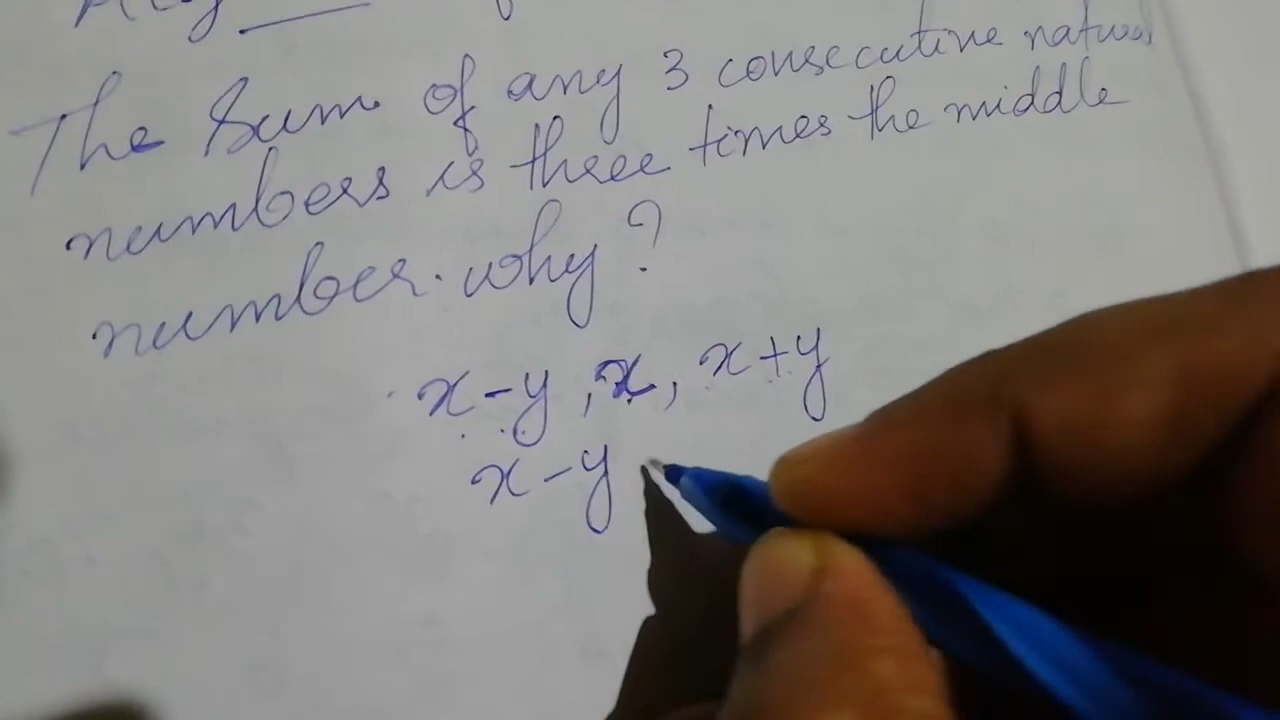 The Sum of any 3 consecutive natural
numbers is three times the middle
number. why?
x - y , x , x + y
x - y